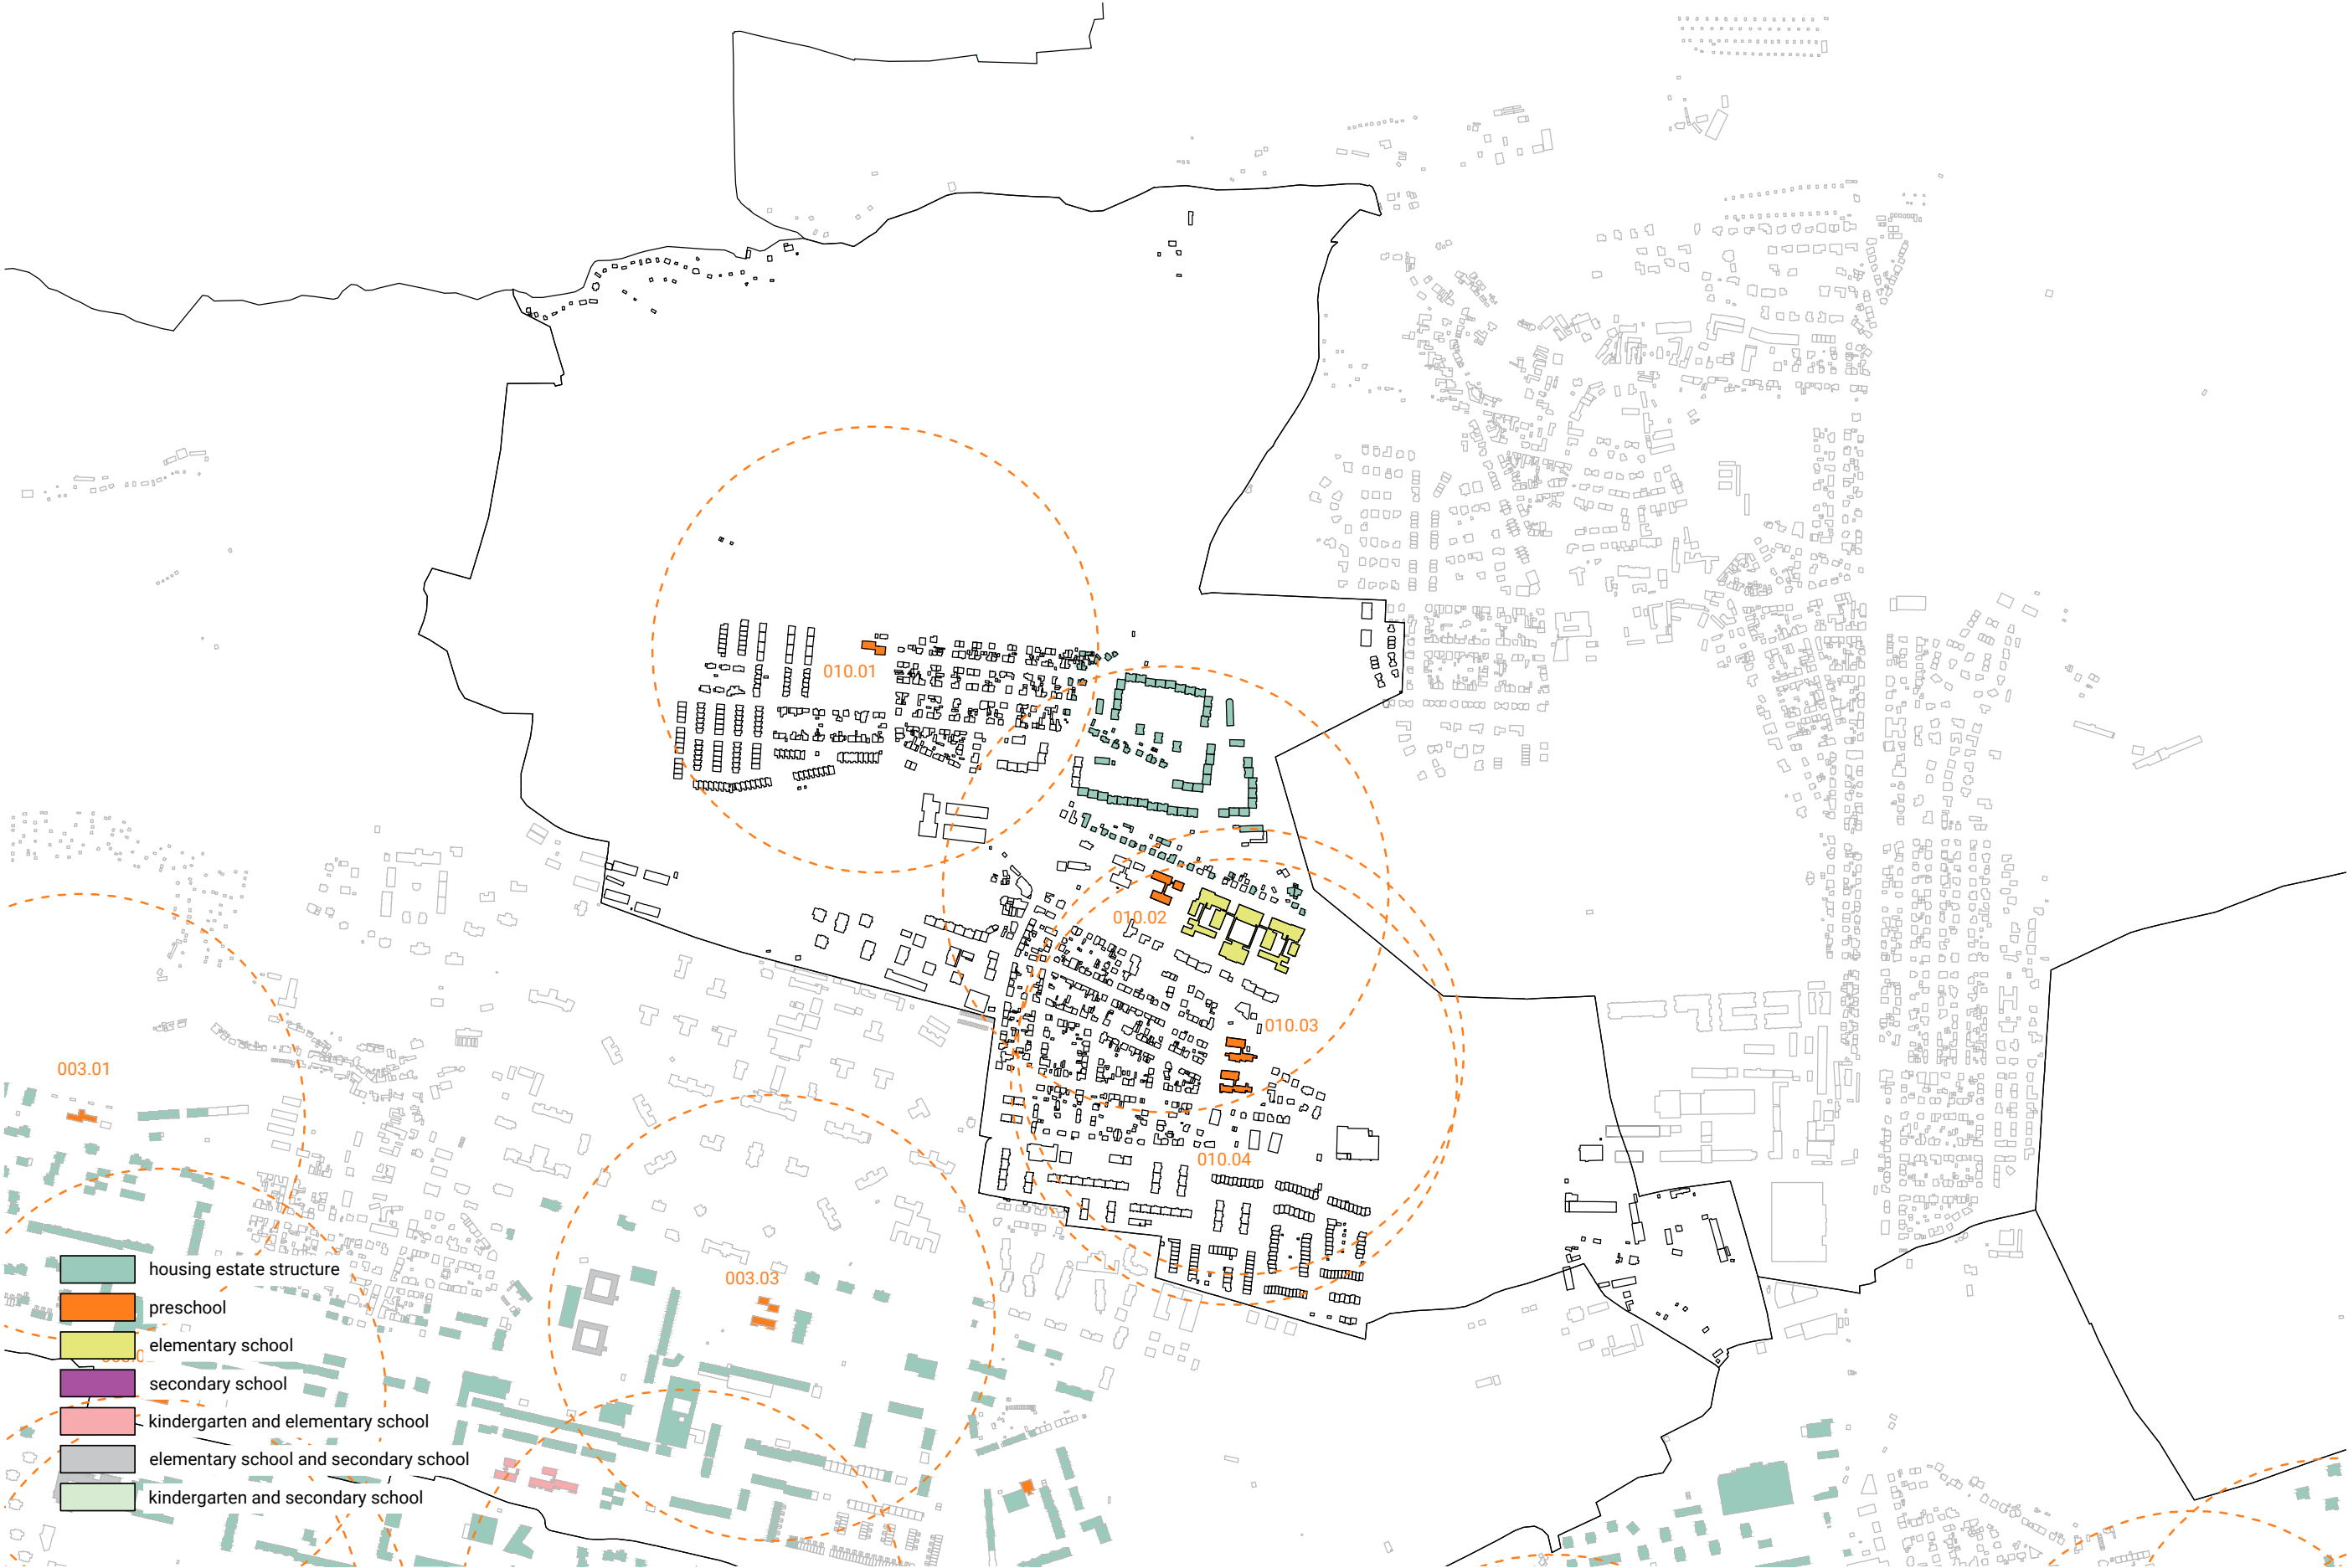 010.01
010.02
010.03
003.01
010.04
003.03
housing estate structure
preschool
elementary school
secondary school
kindergarten and elementary school
elementary school and secondary school
kindergarten and secondary school